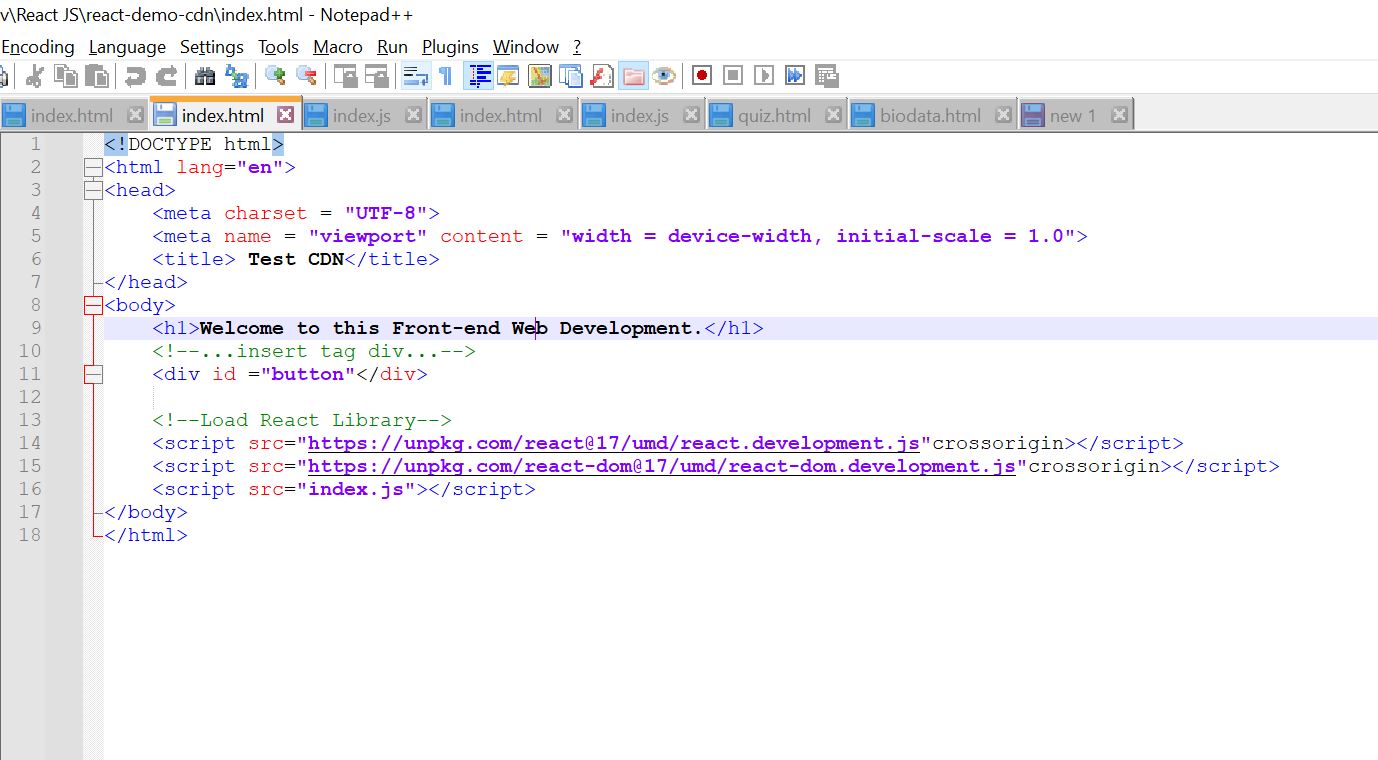 v\React JS\react-demo-cdn\index.html - Notepad++
Encoding Language Settings Tools Macro Run Plugins Window ?
index.html index.html index.js index.html index.js quiz.html biodata.html new 1
1 <!DOCTYPE html>
2 <html lang="en">
3 <head>
4 <meta charset = "UTF-8">
5 <meta name = "viewport" content = "width = device-width, initial-scale = 1.0">
6 <title> Test CDN</title>
7 </head>
8 <body>
9 <h1>Welcome to this Front-end Web Development.</h1>
10 <!--...insert tag div...-->
11 <div id ="button"</div>
12
13 <!--Load React Library-->
14 <script src="https://unpkg.com/react@17/umd/react.development.js"crossorigin></script>
15 <script src="https://unpkg.com/react-dom@17/umd/react-dom.development.js"crossorigin></script>
16 <script src="index.js"></script>
17 </body>
18 </html>